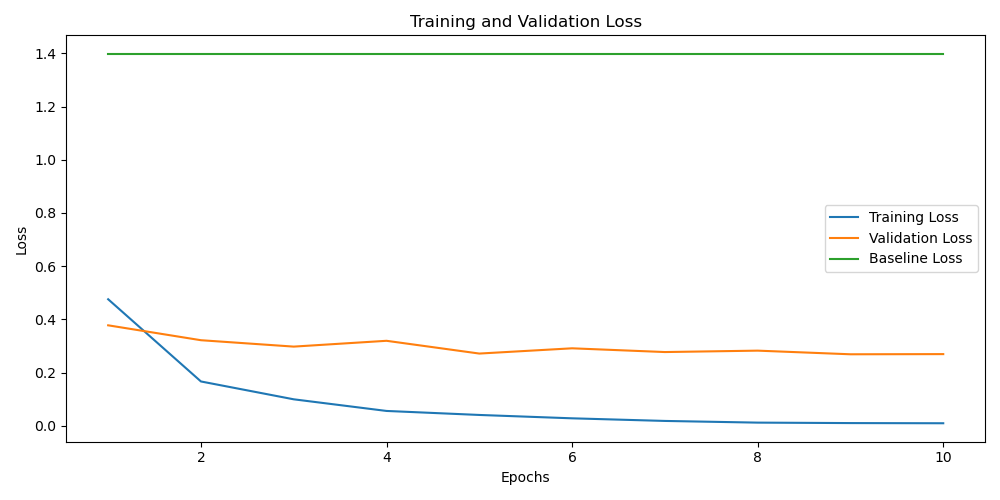 Training and Validation Loss
1.4
1.2
1.0
0.8
0.6
0.4
0.2
0.0
Loss
Training Loss
Validation Loss
Baseline Loss
2 4 6 8 10
Epochs